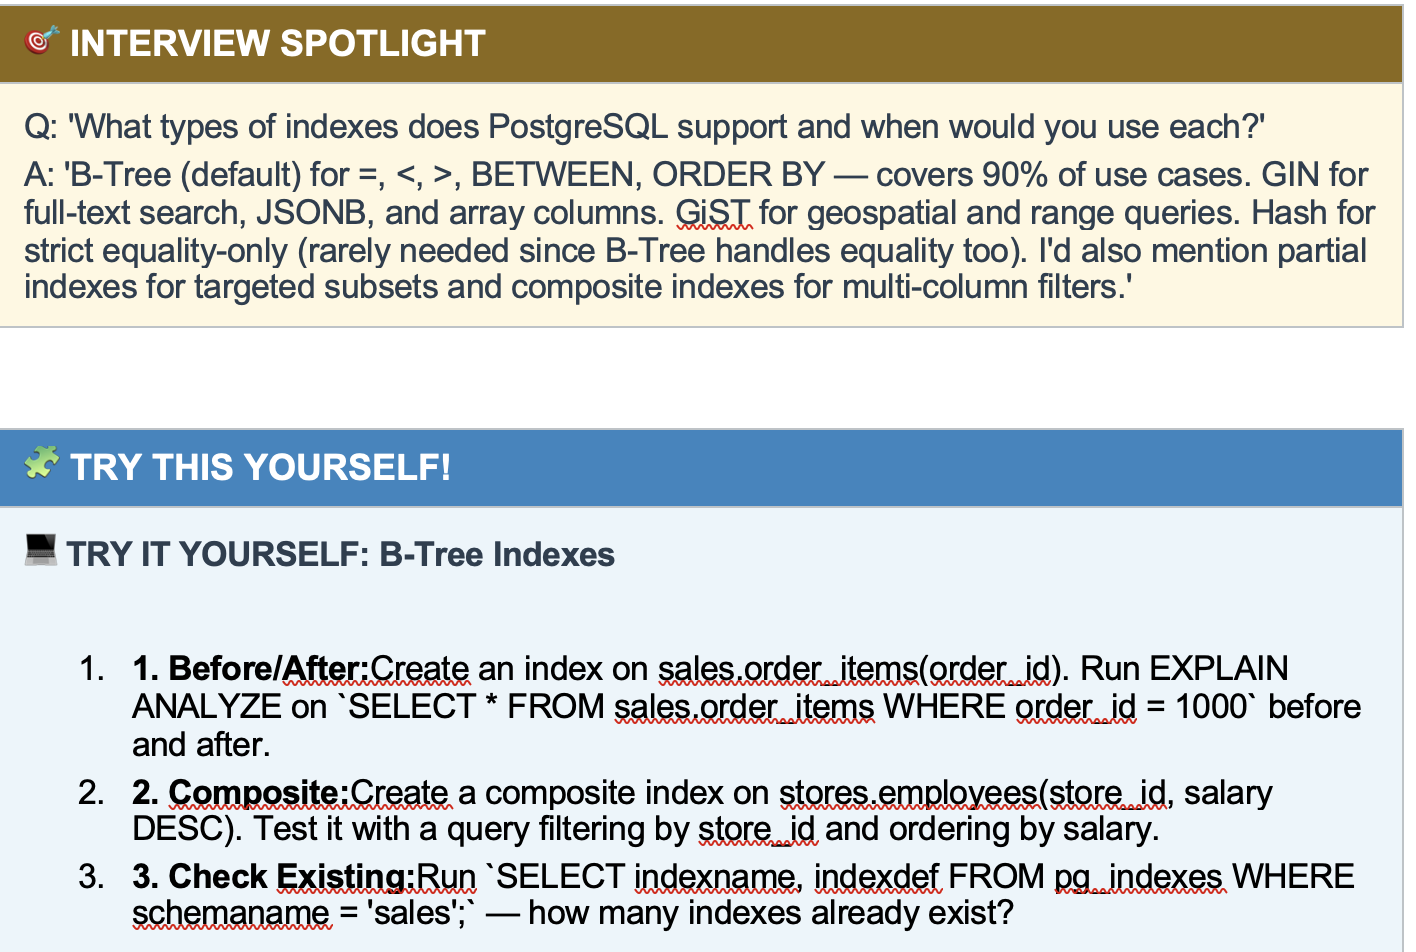 🎯 INTERVIEW SPOTLIGHT
Q: 'What types of indexes does PostgreSQL support and when would you use each?'
A: 'B-Tree (default) for =, <, >, BETWEEN, ORDER BY — covers 90% of use cases. GIN for
full-text search, JSONB, and array columns. GiST for geospatial and range queries. Hash for
strict equality-only (rarely needed since B-Tree handles equality too). I'd also mention partial
indexes for targeted subsets and composite indexes for multi-column filters.'
🧩 TRY THIS YOURSELF!
💻 TRY IT YOURSELF: B-Tree Indexes
1. 1. Before/After:Create an index on sales.order_items(order_id). Run EXPLAIN
ANALYZE on `SELECT * FROM sales.order_items WHERE order_id = 1000` before
and after.
2. 2. Composite:Create a composite index on stores.employees(store_id, salary
DESC). Test it with a query filtering by store_id and ordering by salary.
3. 3. Check Existing:Run `SELECT indexname, indexdef FROM pg_indexes WHERE
schemaname = 'sales';` — how many indexes already exist?